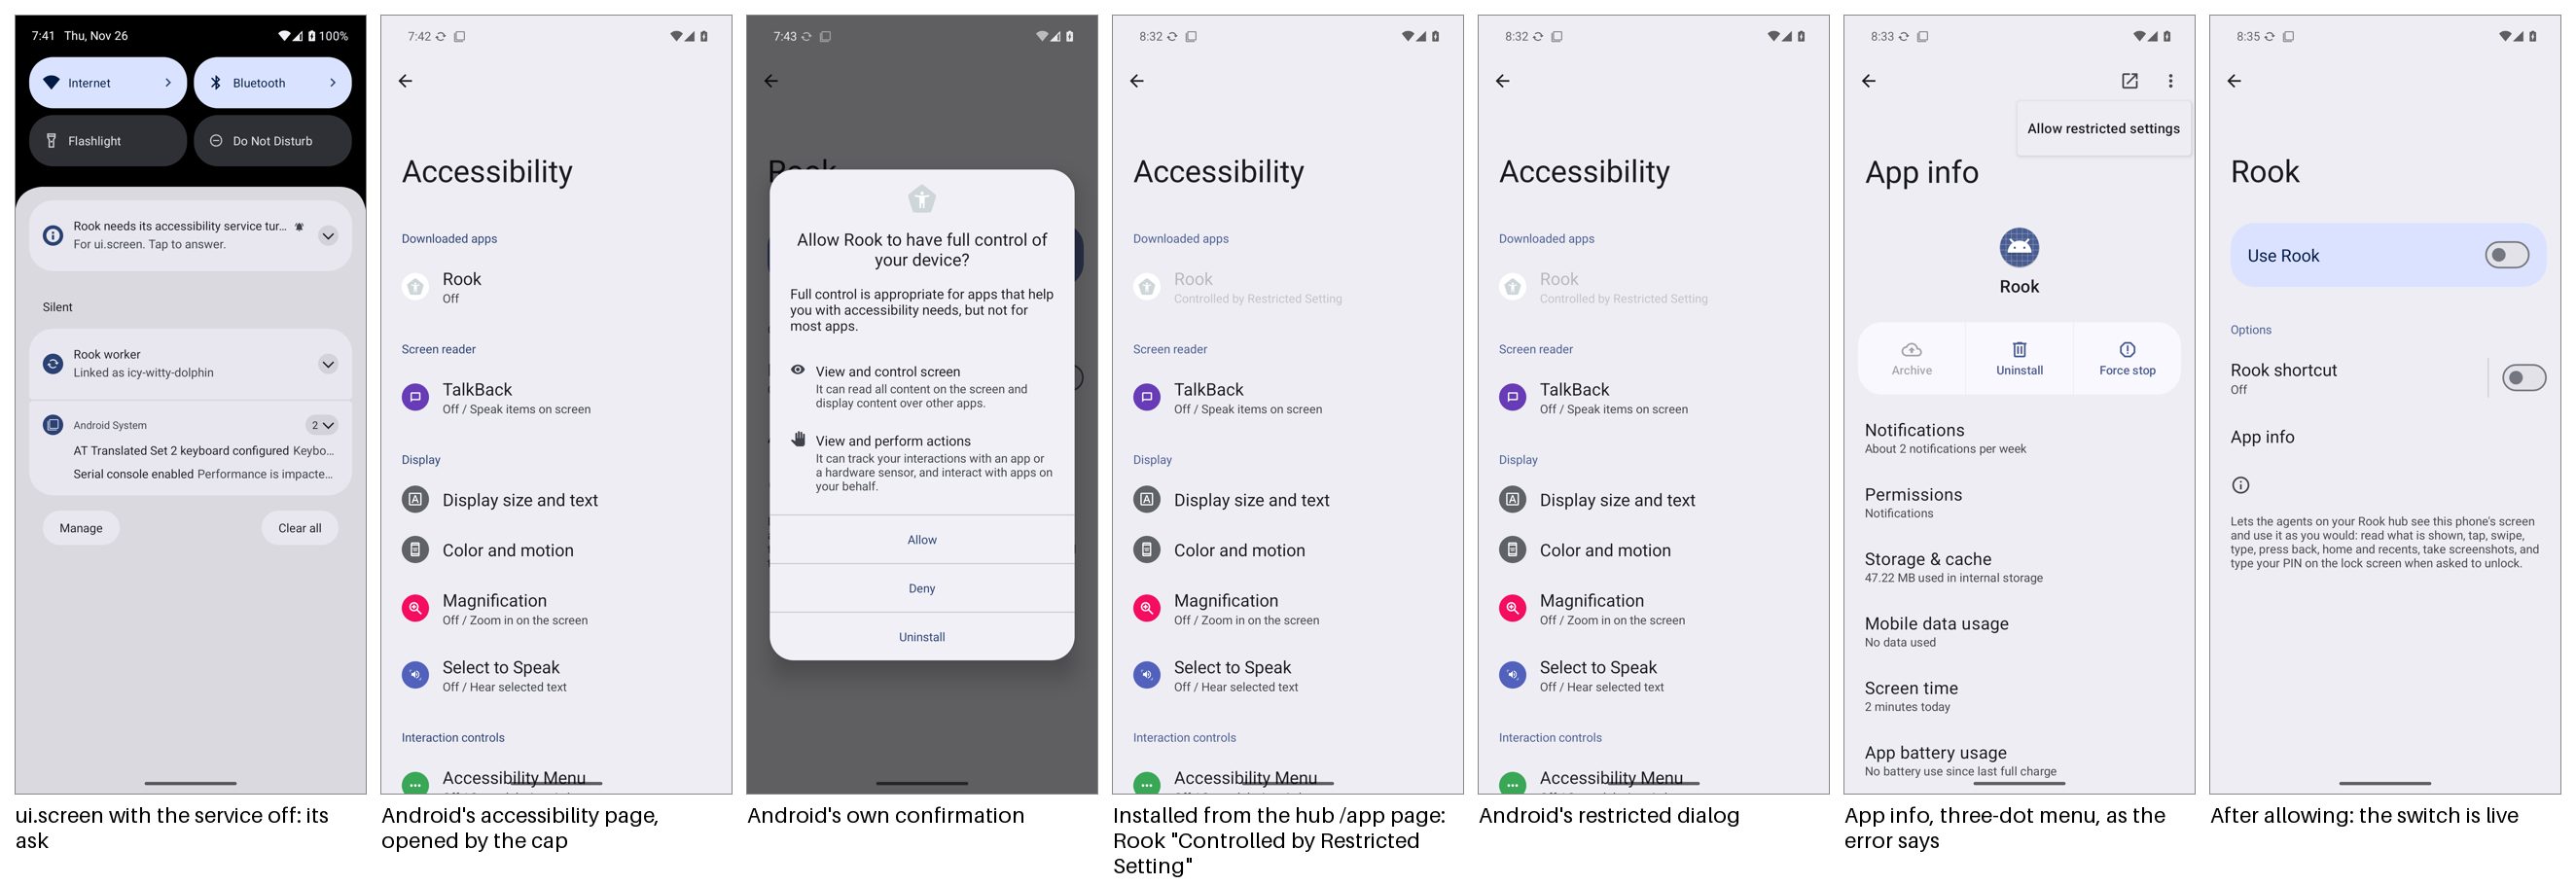 7:41 Thu, Nov 26
100%
Internet
Bluetooth
Flashlight
Do Not Disturb
Rook needs its accessibility service tur...
For ui.screen. Tap to answer.
Silent
Rook worker
Linked as icy-witty-dolphin
Android System
2
AT Translated Set 2 keyboard configured Keybo...
Serial console enabled Performance is impacte...
Manage
Clear all
ui.screen with the service off: its
ask
7:42
Accessibility
Downloaded apps
Rook
Off
Screen reader
TalkBack
Off / Speak items on screen
Display
Display size and text
Color and motion
Magnification
Off / Zoom in on the screen
Select to Speak
Off / Hear selected text
Interaction controls
Accessibility Menu
Android's accessibility page,
opened by the cap
7:43
Rook
Allow Rook to have full control of
your device?
Full control is appropriate for apps that help
you with accessibility needs, but not for
most apps.
View and control screen
It can read all content on the screen and
display content over other apps.
View and perform actions
It can track your interactions with an app or
a hardware sensor, and interact with apps on
your behalf.
Allow
Deny
Uninstall
Android's own confirmation
8:32
Accessibility
Downloaded apps
Rook
Controlled by Restricted Setting
Screen reader
TalkBack
Off / Speak items on screen
Display
Display size and text
Color and motion
Magnification
Off / Zoom in on the screen
Select to Speak
Off / Hear selected text
Interaction controls
Accessibility Menu
Installed from the hub /app page:
Rook "Controlled by Restricted
Setting"
8:32
Accessibility
Downloaded apps
Rook
Controlled by Restricted Setting
Screen reader
TalkBack
Off / Speak items on screen
Display
Display size and text
Color and motion
Magnification
Off / Zoom in on the screen
Select to Speak
Off / Hear selected text
Interaction controls
Accessibility Menu
Android's restricted dialog
8:33
Allow restricted settings
App info
Rook
Archive
Uninstall
Force stop
Notifications
About 2 notifications per week
Permissions
Notifications
Storage & cache
47.22 MB used in internal storage
Mobile data usage
No data used
Screen time
2 minutes today
App battery usage
No battery use since last full charge
App info, three-dot menu, as the
error says
8:35
Rook
Use Rook
Options
Rook shortcut
Off
App info
Lets the agents on your Rook hub see this phone's screen
and use it as you would: read what is shown, tap, swipe,
type, press back, home and recents, take screenshots, and
type your PIN on the lock screen when asked to unlock.
After allowing: the switch is live